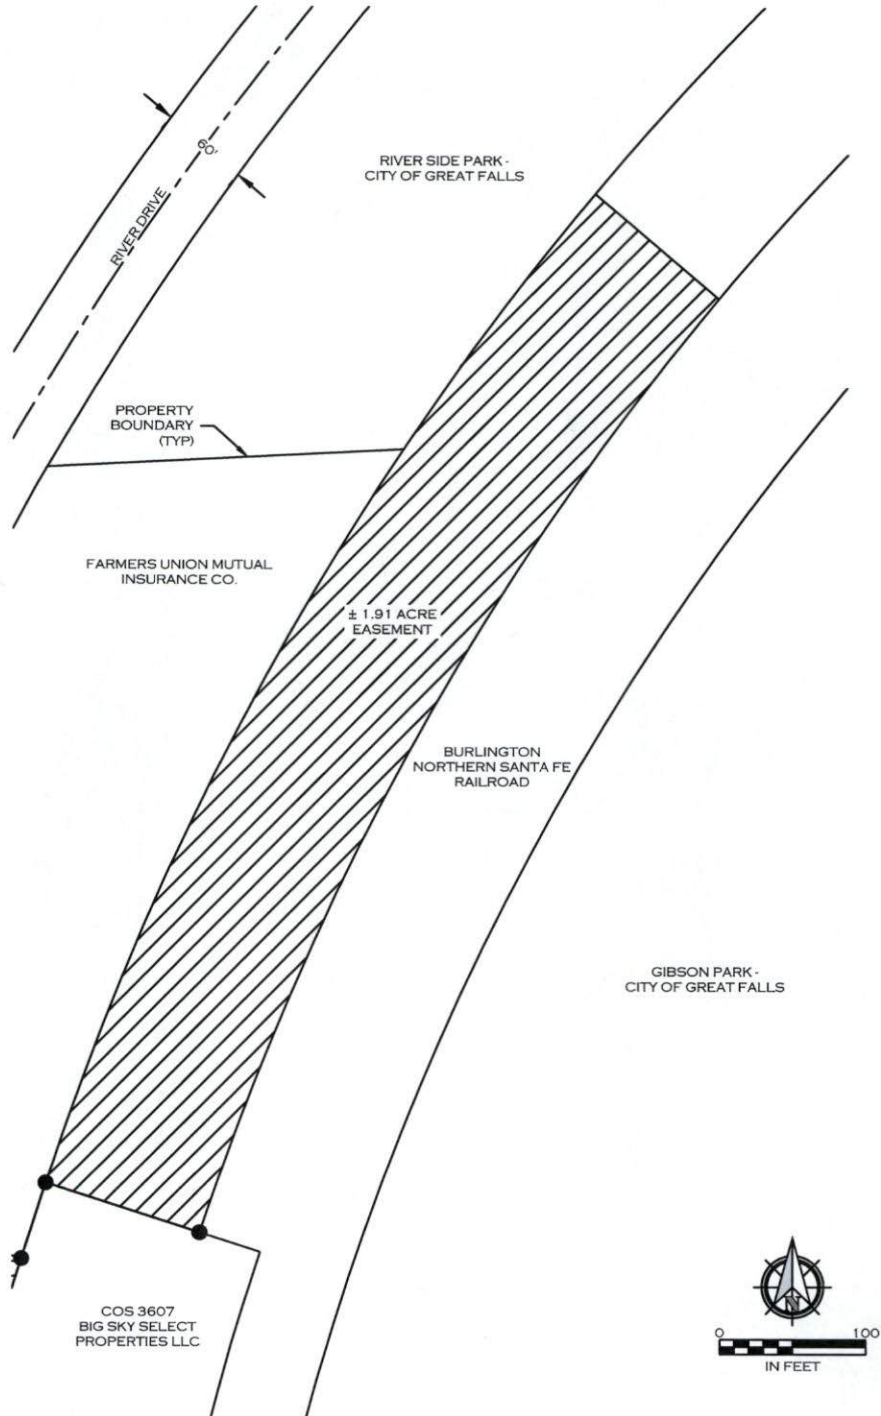 60'
RIVER DRIVE
RIVER SIDE PARK -
CITY OF GREAT FALLS
PROPERTY
BOUNDARY
(TYP)
FARMERS UNION MUTUAL
INSURANCE CO.
± 1.91 ACRE
EASEMENT
BURLINGTON
NORTHERN SANTA FE
RAILROAD
GIBSON PARK -
CITY OF GREAT FALLS
COS 3607
BIG SKY SELECT
PROPERTIES LLC
N
0 100
IN FEET